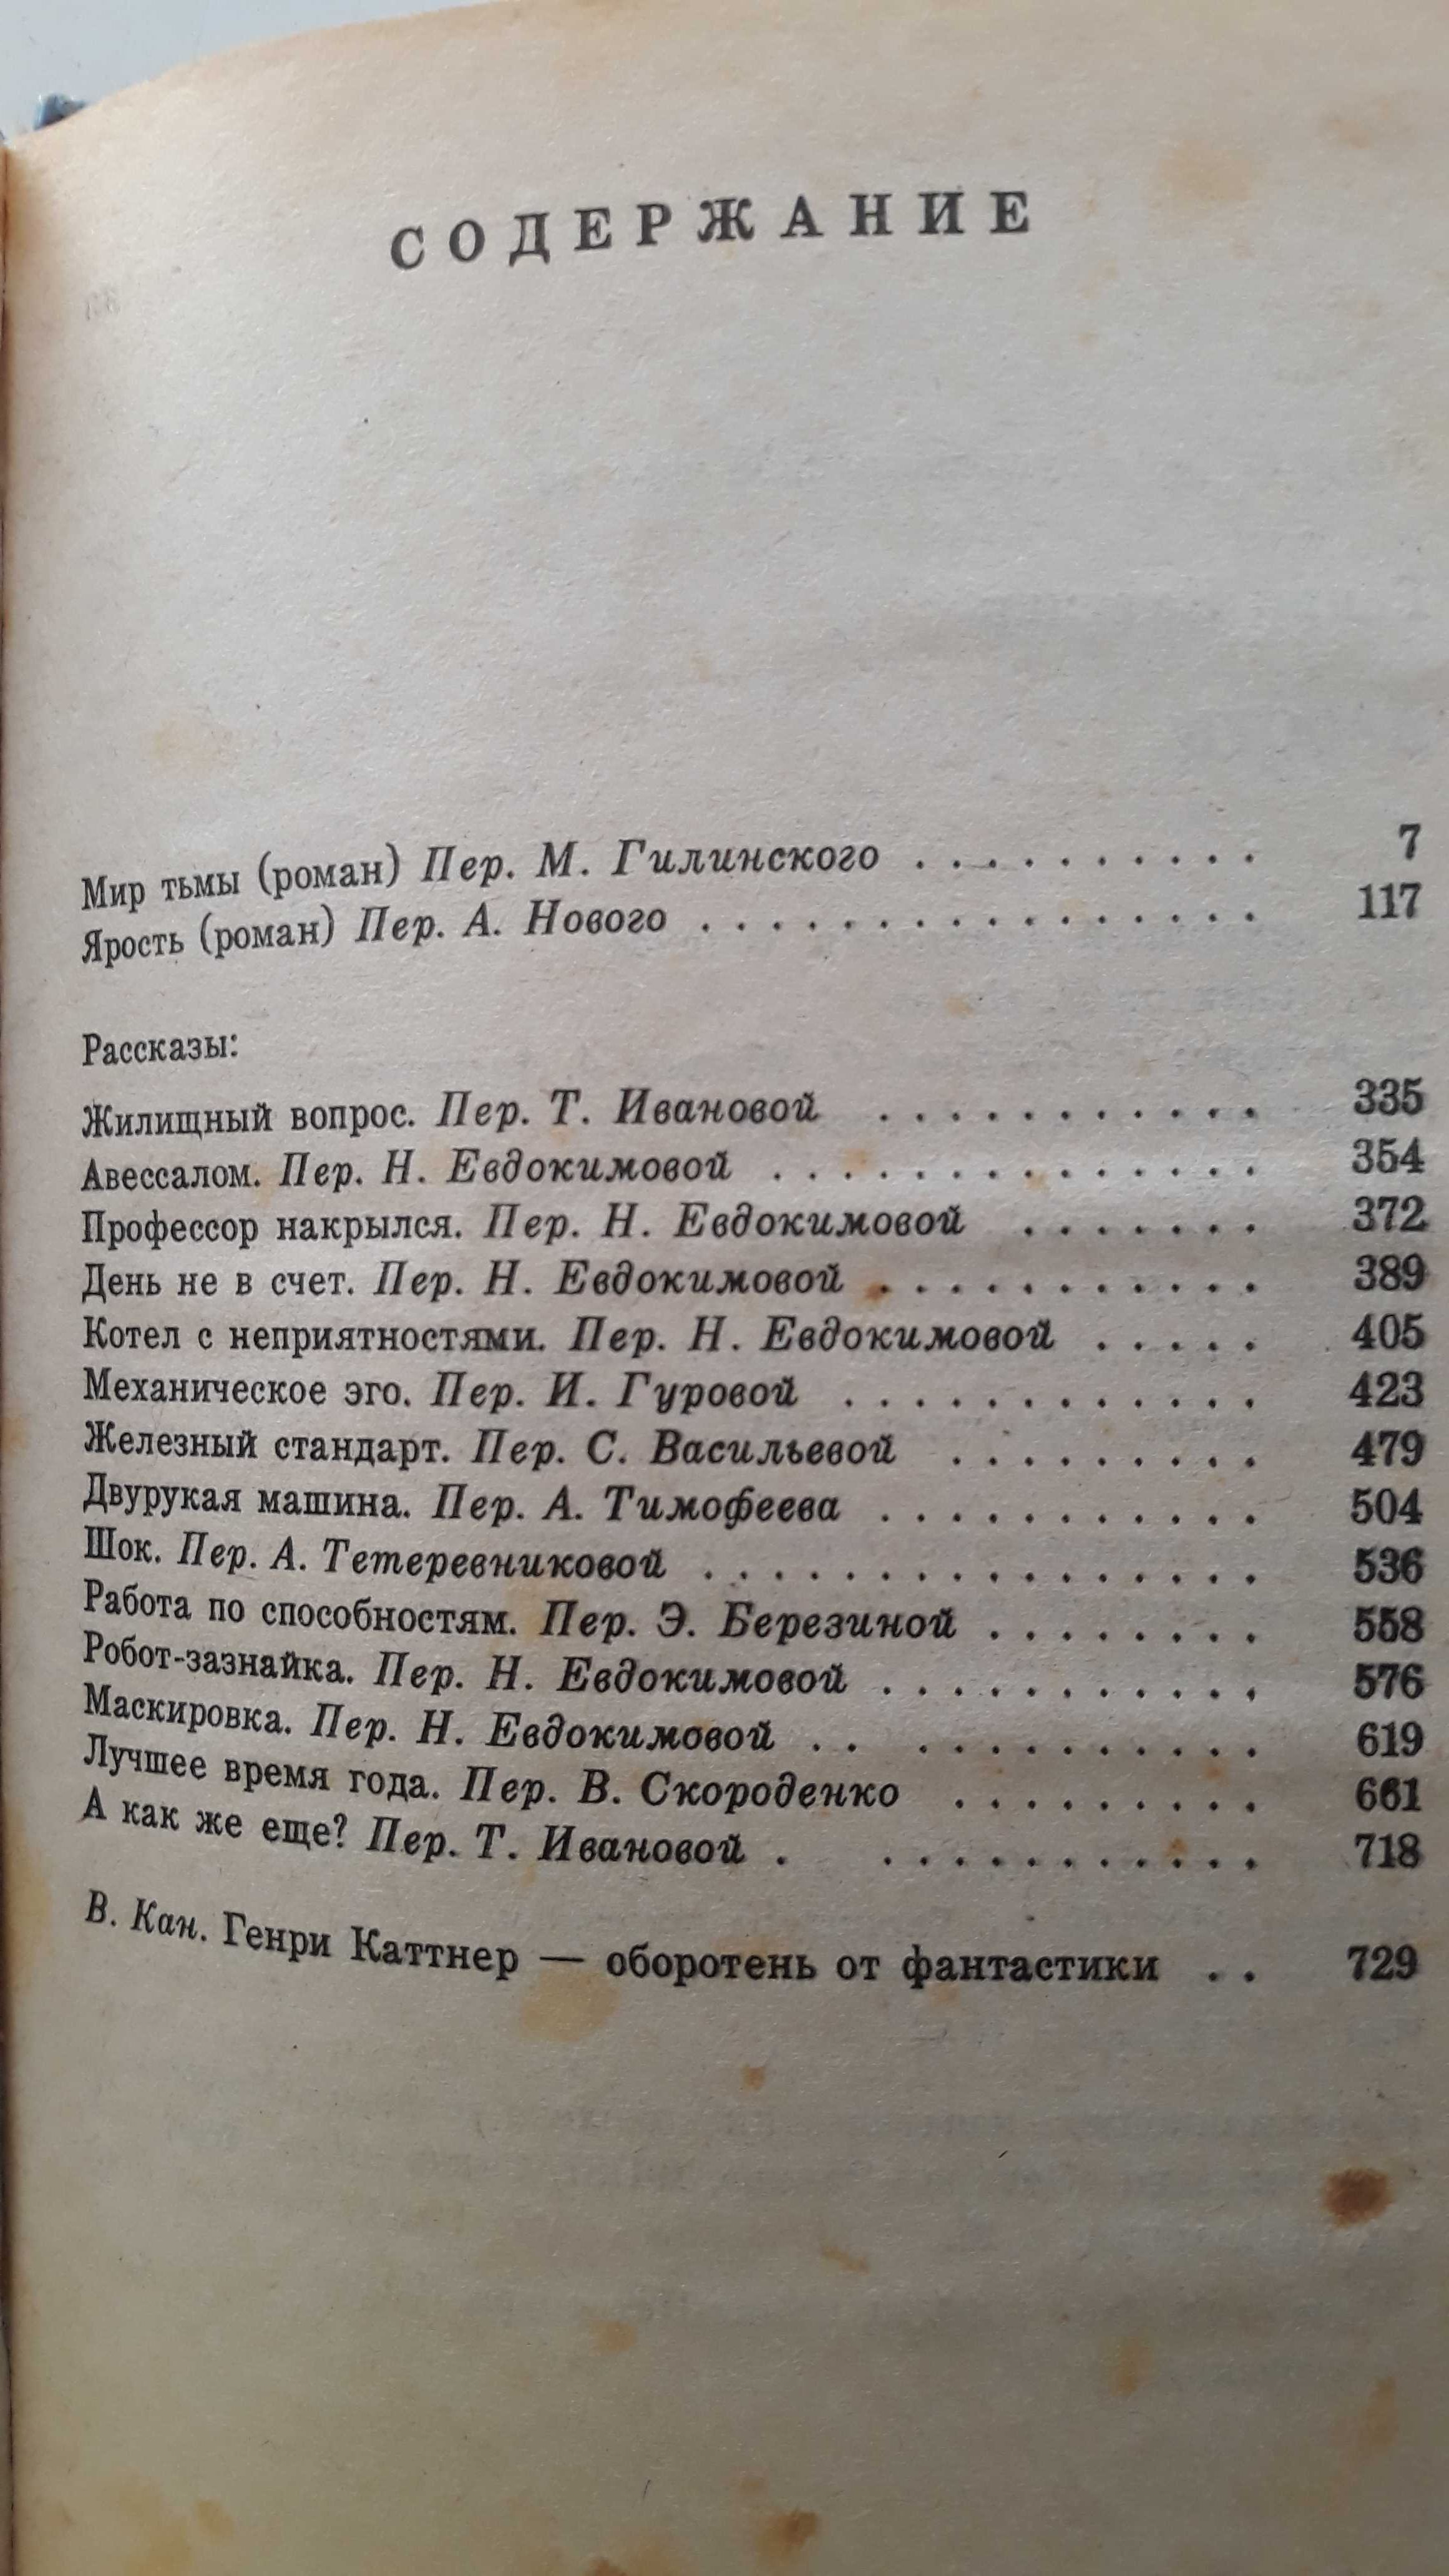 СОДЕРЖАНИЕ
Мир тьмы (роман) Пер. М. Гилинского . . . . . . . . . . 7
Ярость (роман) Пер. А. Нового . . . . . . . . . . . . . . . . 117
Рассказы:
Жилищный вопрос. Пер. Т. Ивановой . . . . . . . . . . . 335
Авессалом. Пер. Н. Евдокимовой . . . . . . . . . . . . . . 354
Профессор накрылся. Пер. Н. Евдокимовой . . . . . . . 372
День не в счет. Пер. Н. Евдокимовой . . . . . . . . . . . 389
Котел с неприятностями. Пер. Н. Евдокимовой . . . . . 405
Механическое эго. Пер. И. Гуровой . . . . . . . . . . . . 423
Железный стандарт. Пер. С. Васильевой . . . . . . . . . 479
Двурукая машина. Пер. А. Тимофеева . . . . . . . . . . . 504
Шок. Пер. А. Тетеревниковой . . . . . . . . . . . . . . . . 536
Работа по способностям. Пер. Э. Березиной . . . . . . . . 558
Робот-зазнайка. Пер. Н. Евдокимовой . . . . . . . . . . . 576
Маскировка. Пер. Н. Евдокимовой . . . . . . . . . . . . 619
Лучшее время года. Пер. В. Скороденко . . . . . . . . . 661
А как же еще? Пер. Т. Ивановой . . . . . . . . . . . . 718
В. Кан. Генри Каттнер — оборотень от фантастики . . 729